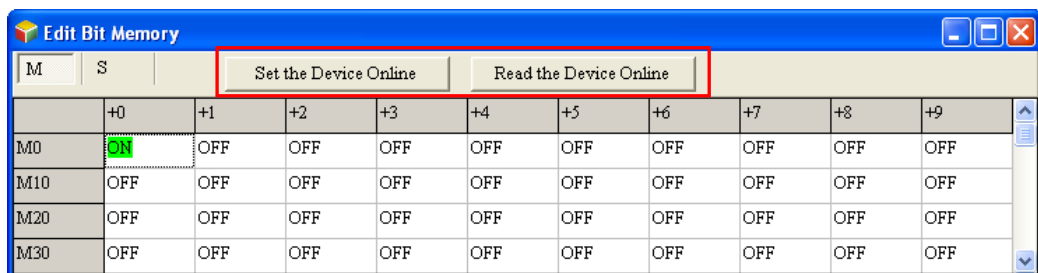 Edit Bit Memory
M S Set the Device Online Read the Device Online
+0 +1 +2 +3 +4 +5 +6 +7 +8 +9
M0 ON OFF OFF OFF OFF OFF OFF OFF OFF OFF
M10 OFF OFF OFF OFF OFF OFF OFF OFF OFF OFF
M20 OFF OFF OFF OFF OFF OFF OFF OFF OFF OFF
M30 OFF OFF OFF OFF OFF OFF OFF OFF OFF OFF